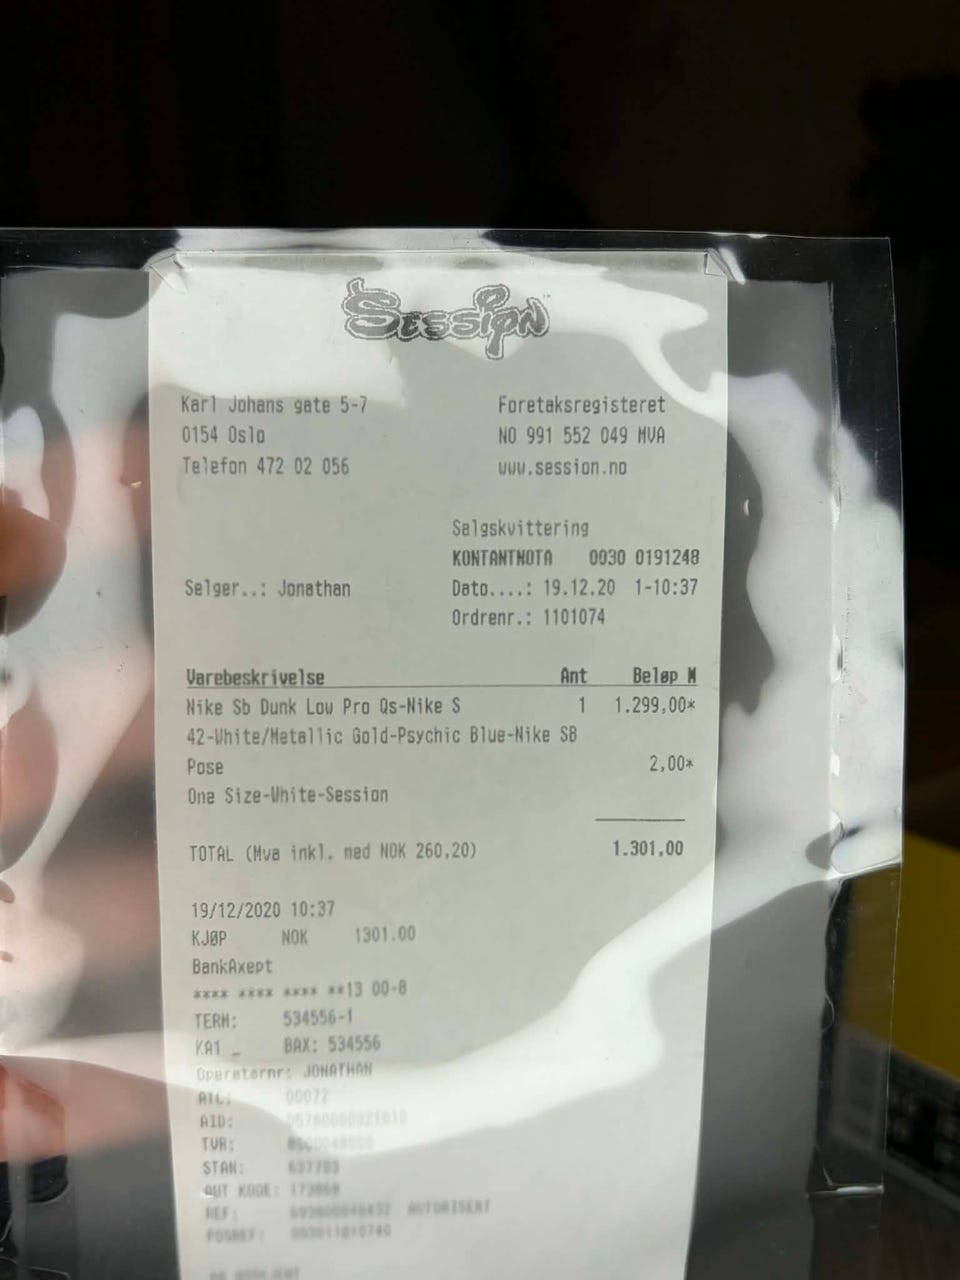 Session
Karl Johans gate 5-7
0154 Oslo
Telefon 472 02 056
Foretaksregisteret
NO 991 552 049 MVA
www.session.no
Salgskvittering
KONTANTNOTA 0030 0191248
Selger..: Jonathan Dato....: 19.12.20 1-10:37
Ordrenr.: 1101074
Varebeskrivelse Ant Beløp M
Nike Sb Dunk Low Pro Qs-Nike S 1 1.299,00*
42-White/Metallic Gold-Psychic Blue-Nike SB
Pose 2,00*
One Size-White-Session
TOTAL (Mva inkl. med NOK 260,20) 1.301,00
19/12/2020 10:37
KJØP NOK 1301.00
BankAxept
**** **** **** **13 00-8
TERM: 534556-1
KA1 _ BAX: 534556
Operatørnr: JONATHAN
ATC: 00072
AID:
TVR:
STAN: 637703
AUT KODE: 173868
REF: AUTORISERT
POSREF: